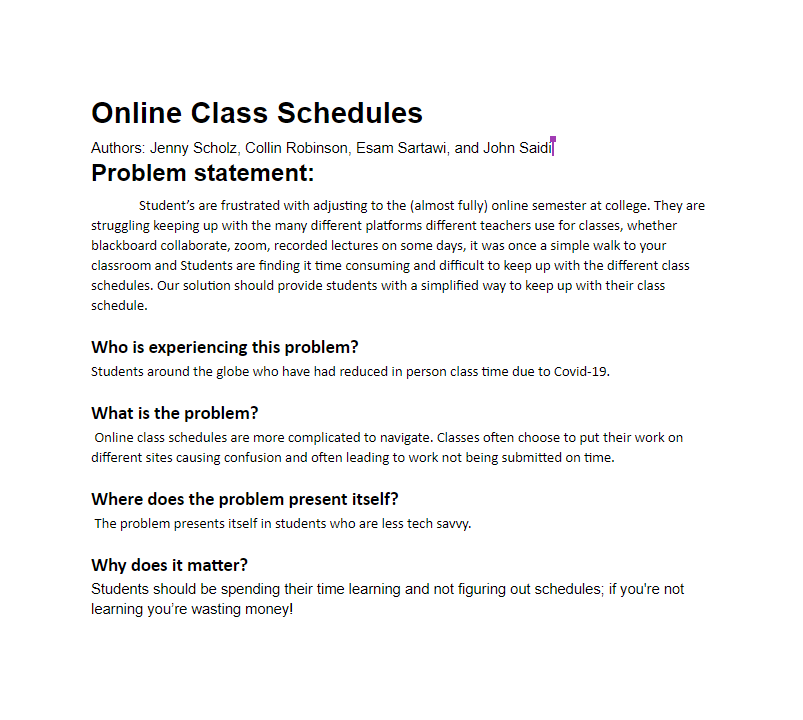 Online Class Schedules
Authors: Jenny Scholz, Collin Robinson, Esam Sartawi, and John Saidi
Problem statement:
Student’s are frustrated with adjusting to the (almost fully) online semester at college. They are
struggling keeping up with the many different platforms different teachers use for classes, whether
blackboard collaborate, zoom, recorded lectures on some days, it was once a simple walk to your
classroom and Students are finding it time consuming and difficult to keep up with the different class
schedules. Our solution should provide students with a simplified way to keep up with their class
schedule.
Who is experiencing this problem?
Students around the globe who have had reduced in person class time due to Covid-19.
What is the problem?
Online class schedules are more complicated to navigate. Classes often choose to put their work on
different sites causing confusion and often leading to work not being submitted on time.
Where does the problem present itself?
The problem presents itself in students who are less tech savvy.
Why does it matter?
Students should be spending their time learning and not figuring out schedules; if you're not
learning you’re wasting money!